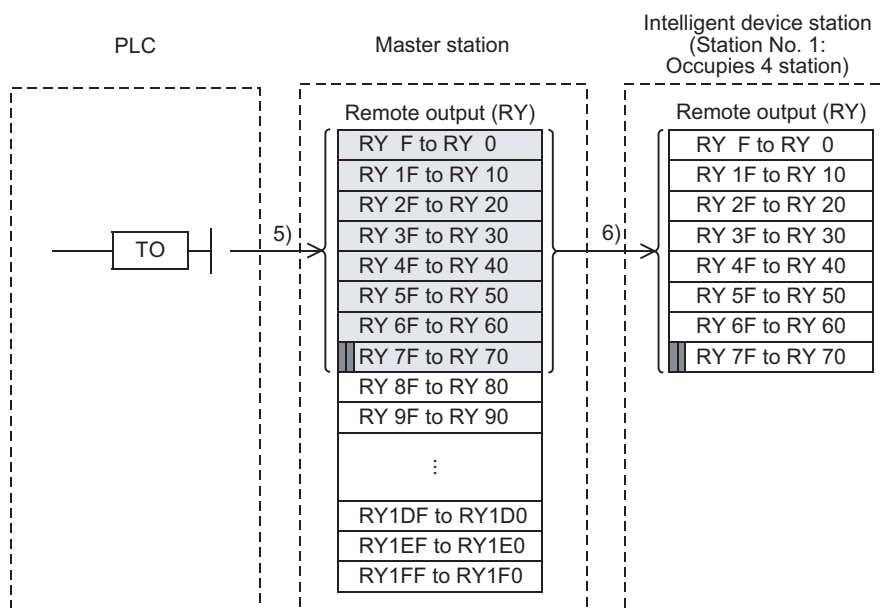 PLC
Master station
Intelligent device station
(Station No. 1:
Occupies 4 station)
TO
5)
Remote output (RY)
RY F to RY 0
RY 1F to RY 10
RY 2F to RY 20
RY 3F to RY 30
RY 4F to RY 40
RY 5F to RY 50
RY 6F to RY 60
RY 7F to RY 70
RY 8F to RY 80
RY 9F to RY 90
⋮
RY1DF to RY1D0
RY1EF to RY1E0
RY1FF to RY1F0
6)
Remote output (RY)
RY F to RY 0
RY 1F to RY 10
RY 2F to RY 20
RY 3F to RY 30
RY 4F to RY 40
RY 5F to RY 50
RY 6F to RY 60
RY 7F to RY 70